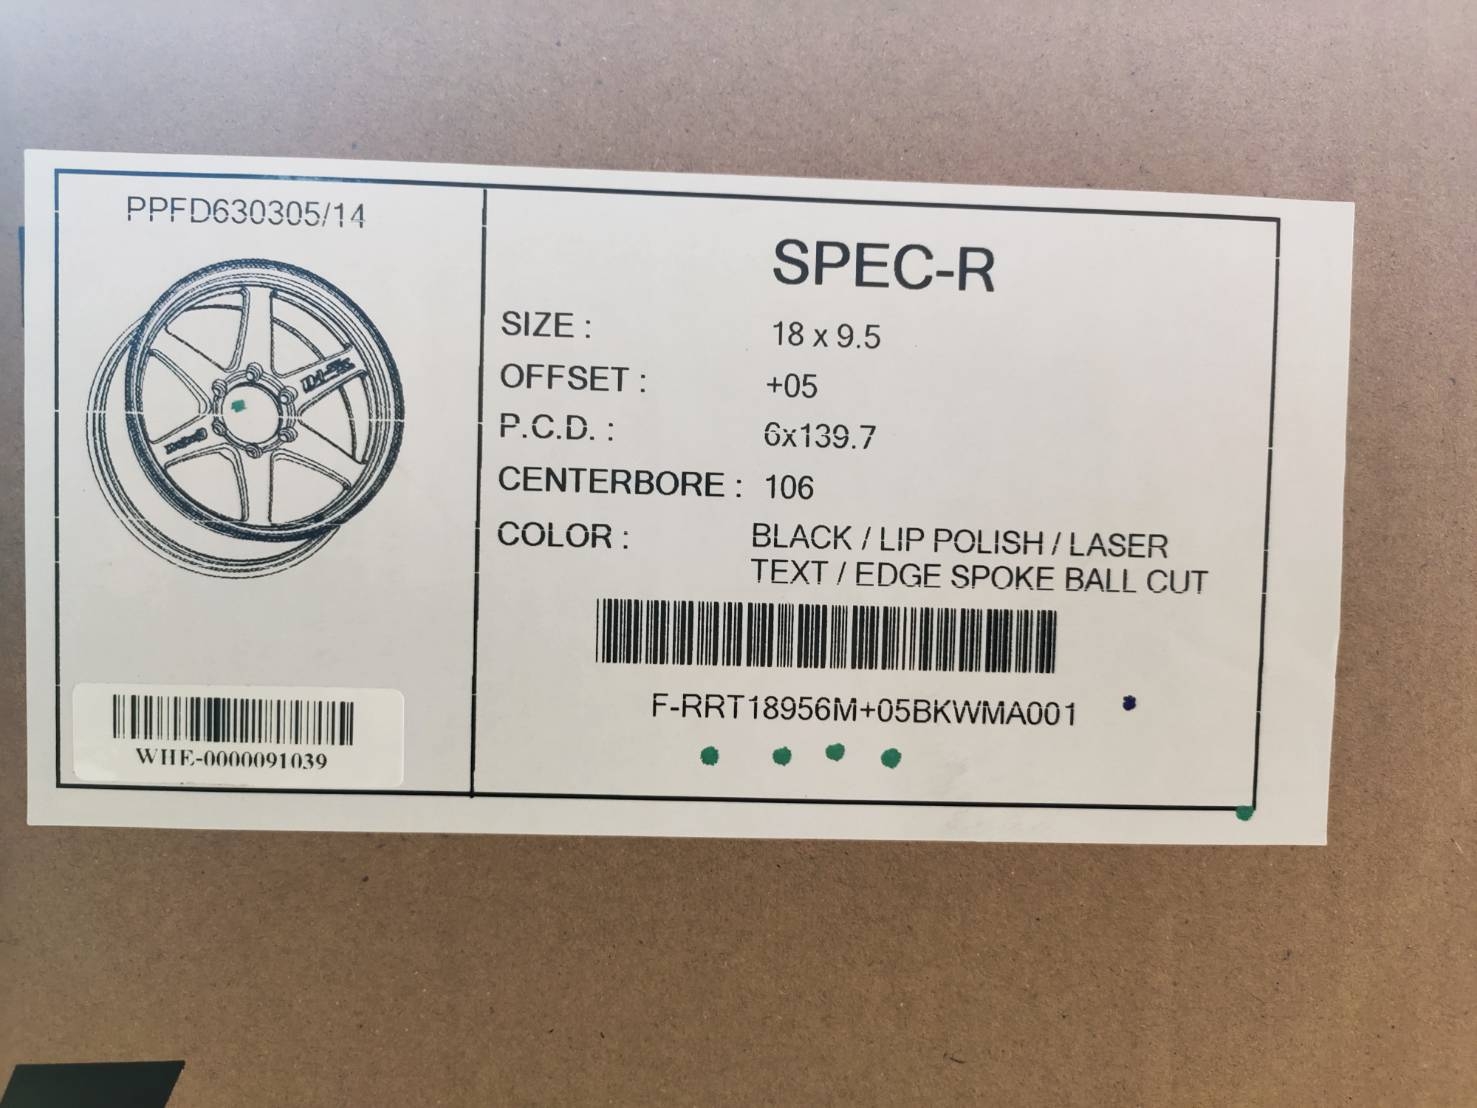 PPFD630305/14
SPEC-R
SIZE : 18 x 9.5
OFFSET : +05
P.C.D. : 6x139.7
CENTERBORE : 106
COLOR : BLACK / LIP POLISH / LASER
TEXT / EDGE SPOKE BALL CUT
F-RRT18956M+05BKWMA001
WHE-0000091039